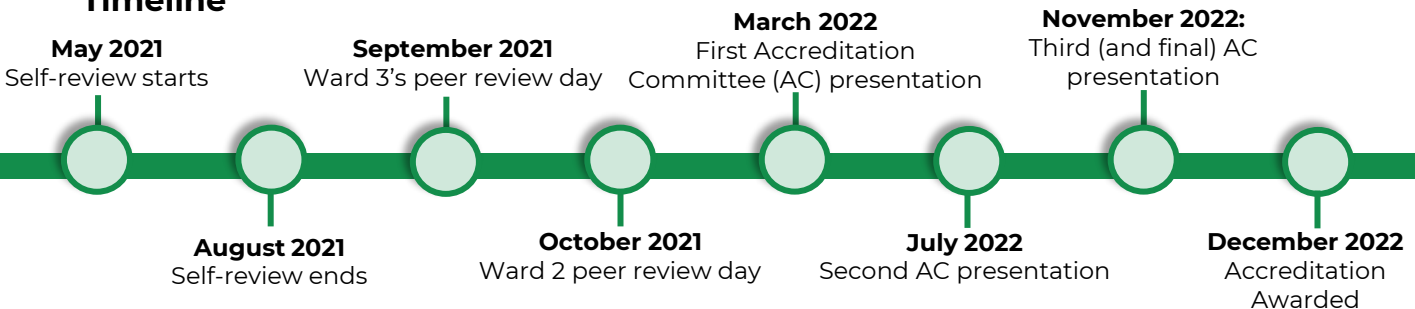 Timeline
May 2021
Self-review starts
August 2021
Self-review ends
September 2021
Ward 3’s peer review day
October 2021
Ward 2 peer review day
March 2022
First Accreditation
Committee (AC) presentation
July 2022
Second AC presentation
November 2022:
Third (and final) AC
presentation
December 2022
Accreditation
Awarded